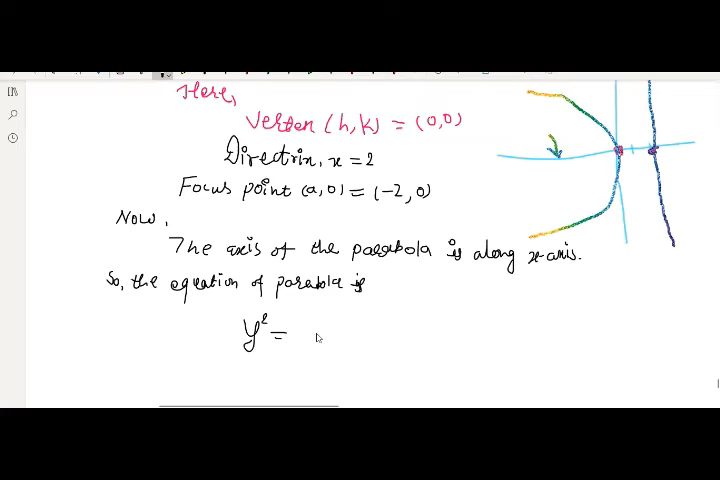 Here,
Vertex (h,k) = (0,0)
Directrix, x = 2
Focus point (a,0) = (-2,0)
Now,
The axis of the parabola is along x-axis.
So, the equation of parabola is
y² =